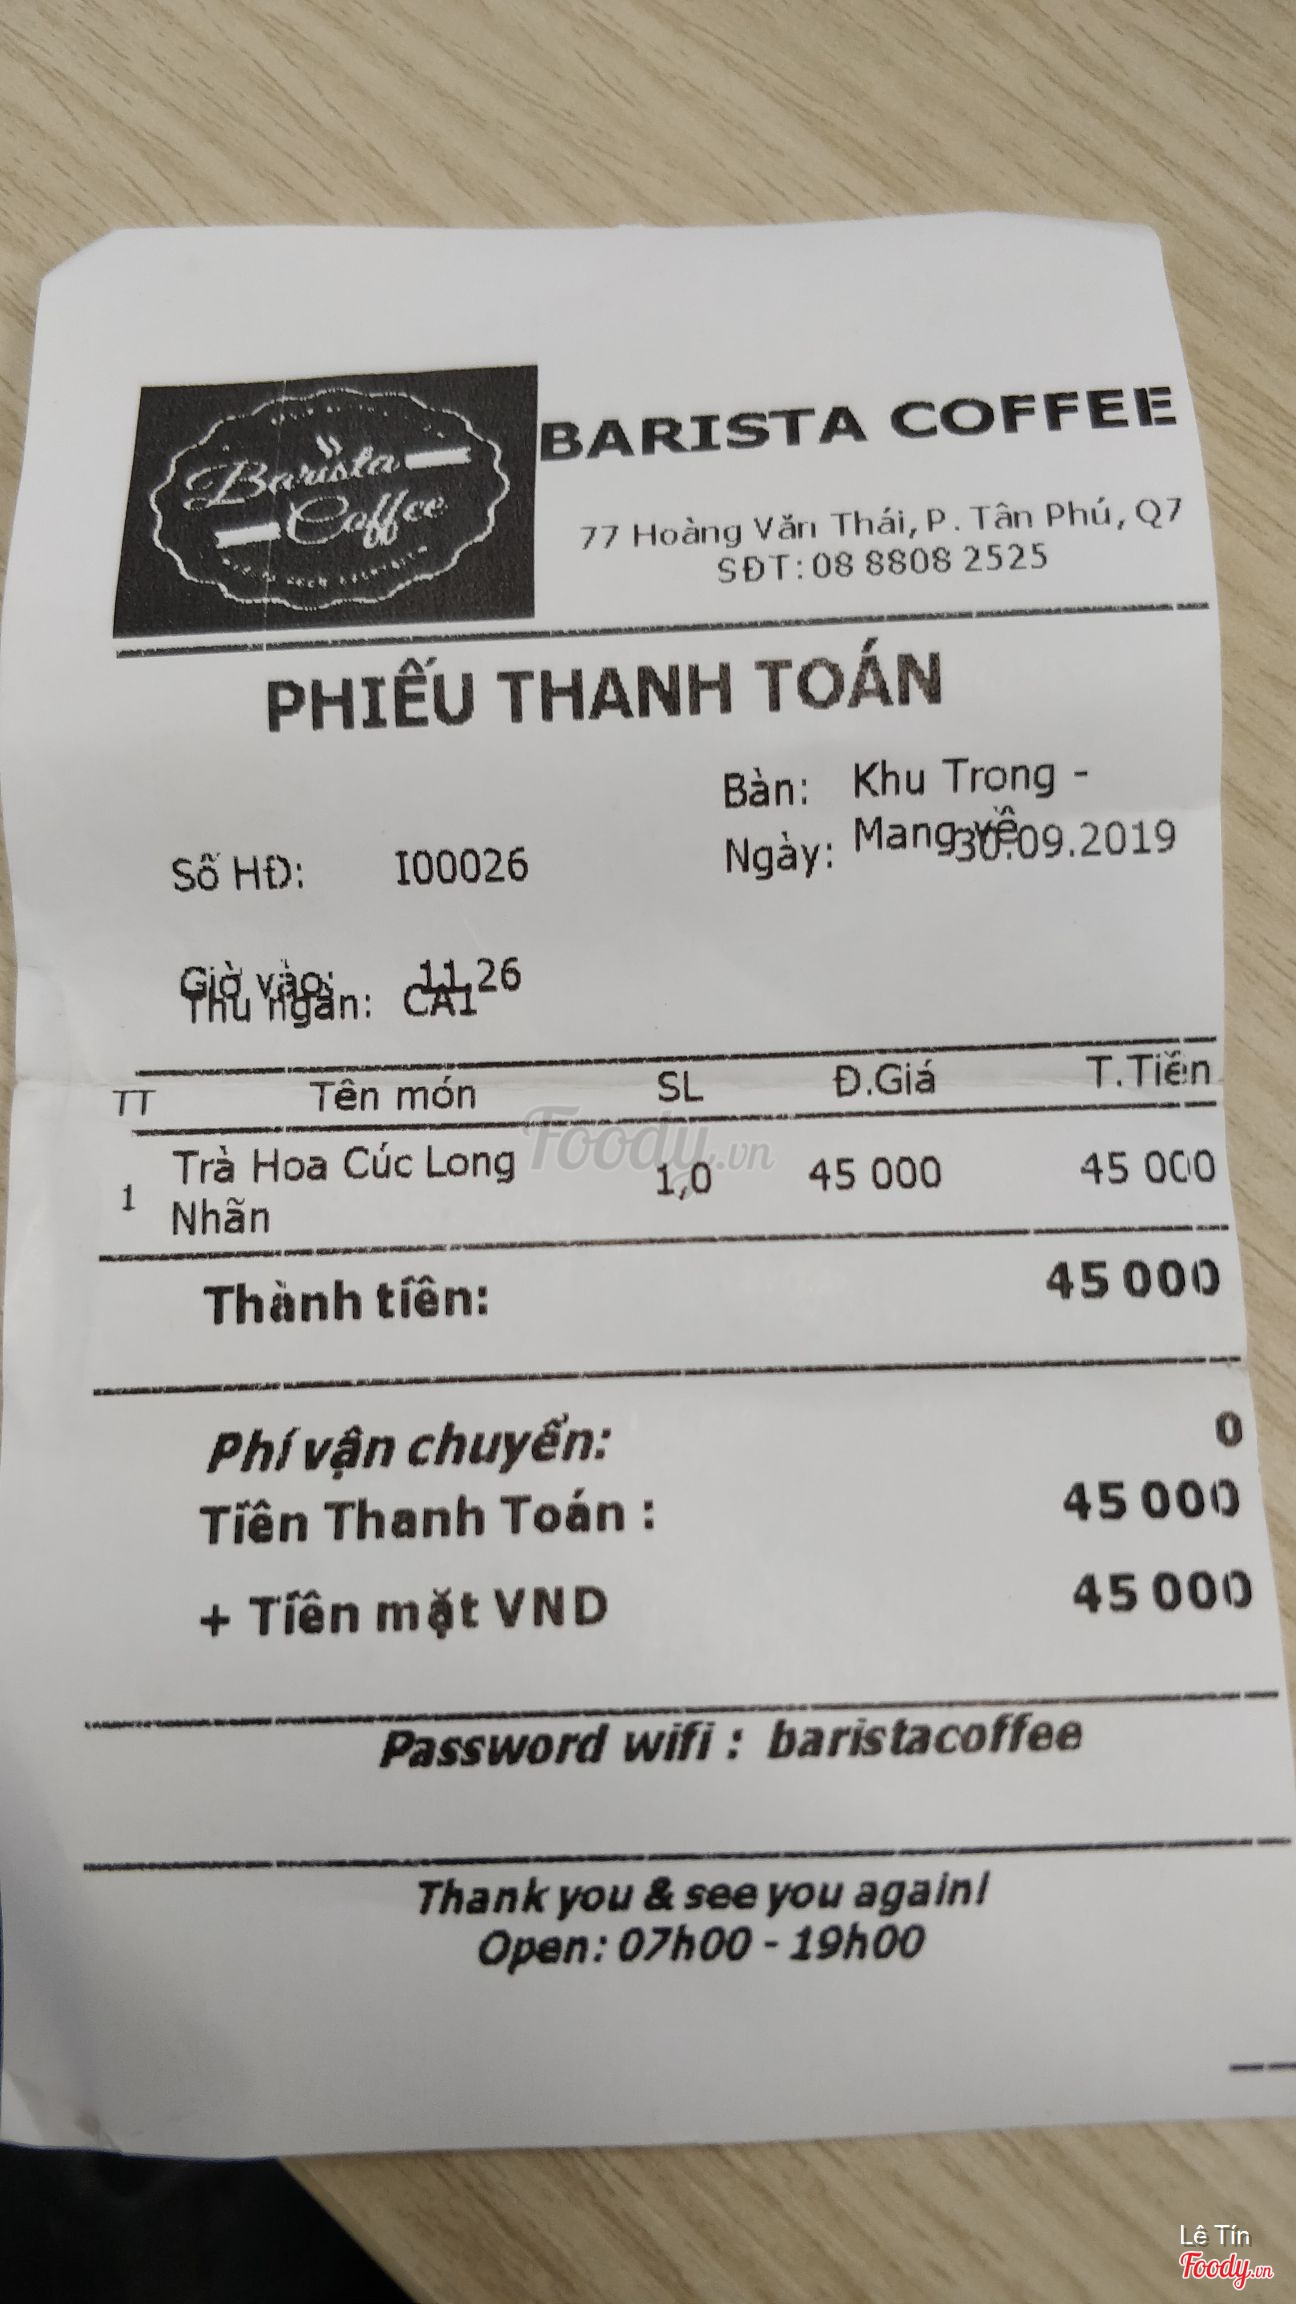 Barista
Coffee
BARISTA COFFEE
77 Hoàng Văn Thái, P. Tân Phú, Q7
SĐT: 08 8808 2525
PHIẾU THANH TOÁN
Bàn: Khu Trong -
Mang về
Số HĐ: I00026
Ngày: 30.09.2019
Giờ vào: 11.26
Thu ngân: CA1
TT Tên món SL Đ.Giá T.Tiền
1 Trà Hoa Cúc Long 1,0 45 000 45 000
Nhãn
Thành tiền: 45 000
Phí vận chuyển: 0
Tiền Thanh Toán : 45 000
+ Tiền mặt VND 45 000
Password wifi : baristacoffee
Thank you & see you again!
Open: 07h00 - 19h00
Foody.vn
Lê Tín
Foody.vn